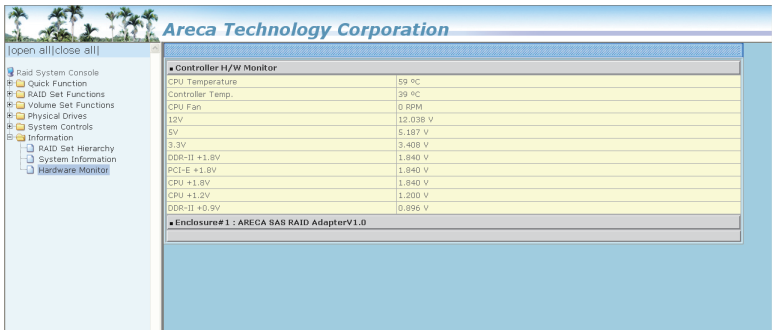 Areca Technology Corporation
|open all|close all|
Raid System Console
Quick Function
RAID Set Functions
Volume Set Functions
Physical Drives
System Controls
Information
RAID Set Hierarchy
System Information
Hardware Monitor
Controller H/W Monitor
CPU Temperature 59 ºC
Controller Temp. 39 ºC
CPU Fan 0 RPM
12V 12.038 V
5V 5.187 V
3.3V 3.408 V
DDR-II +1.8V 1.840 V
PCI-E +1.8V 1.840 V
CPU +1.8V 1.840 V
CPU +1.2V 1.200 V
DDR-II +0.9V 0.896 V
Enclosure#1 : ARECA SAS RAID AdapterV1.0